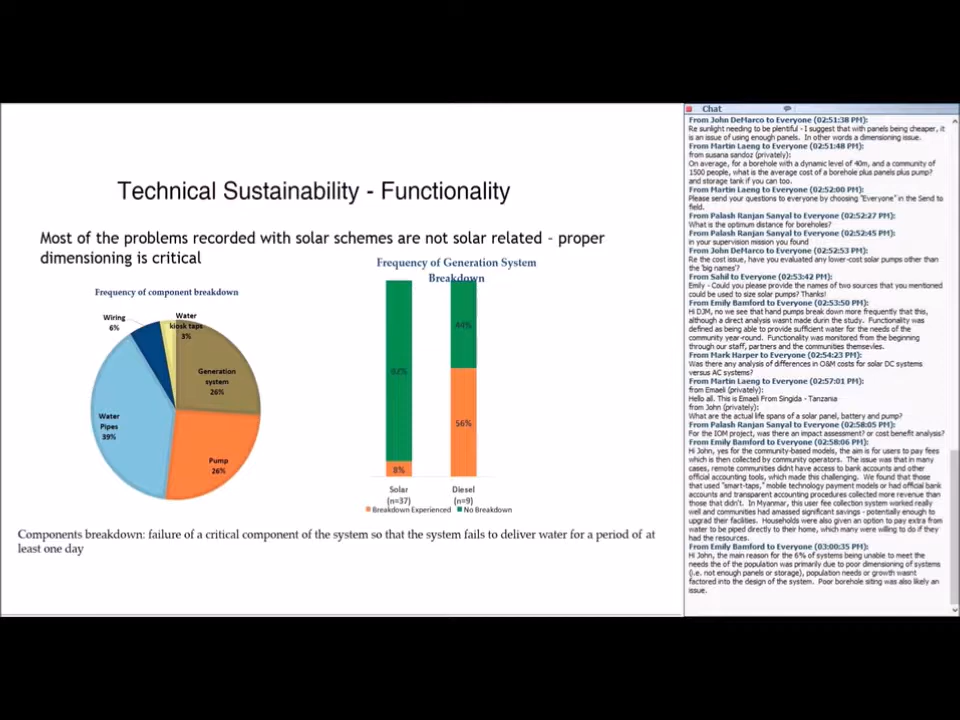 Technical Sustainability - Functionality
Most of the problems recorded with solar schemes are not solar related - proper
dimensioning is critical
Frequency of component breakdown
Wiring
6%
Water
kiosk taps
3%
Generation
system
26%
Water
Pipes
39%
Pump
26%
Frequency of Generation System
Breakdown
44%
56%
8%
Solar
(n=37)
Diesel
(n=9)
Breakdown Experienced
No Breakdown
Components breakdown: failure of a critical component of the system so that the system fails to deliver water for a period of at
least one day
Chat
From John DeMarco to Everyone (02:51:38 PM):
Re sunlight needing to be plentiful - I suggest that with panels being cheaper, it
is an issue of using enough panels. In other words a dimensioning issue.
From Martin Laeng to Everyone (02:51:48 PM):
from susana sandoz (privately):
On average, for a borehole with a dynamic level of 40m, and a community of
1500 people, what is the average cost of a borehole plus panels plus pump?
and storage tank if you can too.
From Martin Laeng to Everyone (02:52:00 PM):
Please send your questions to everyone by choosing "Everyone" in the Send to
field.
From Palash Ranjan Sanyal to Everyone (02:52:27 PM):
What is the optimum distance for boreholes?
From Palash Ranjan Sanyal to Everyone (02:52:45 PM):
in your supervision mission you found
From John DeMarco to Everyone (02:52:53 PM):
Re the cost issue, have you evaluated any lower-cost solar pumps other than
the 'big names'?
From Sahil to Everyone (02:53:42 PM):
Emily - Could you please provide the names of two sources that you mentioned
could be used to size solar pumps? Thanks!
From Emily Bamford to Everyone (02:53:50 PM):
Hi DJM, no we see that hand pumps break more frequently that this,
although a direct analysis wasnt made durin the study. Functionality was
defined as being able to provide sufficient water for the needs of the
community year-round. Functionality was monitored from the beginning
through our staff, partners and the communities themselves.
From Mark Harper to Everyone (02:54:23 PM):
Was there any analysis of differences in O&M costs for solar DC systems
versus AC systems?
From Martin Laeng to Everyone (02:57:01 PM):
from Emaeli (privately):
Hello all. This is Emaeli From Singida - Tanzania
from John (privately):
What are the actual life spans of a solar panel, battery and pump?
From Palash Ranjan Sanyal to Everyone (02:58:05 PM):
For the IOM project, was there an impact assessment? or cost benefit analysis?
From Emily Bamford to Everyone (02:58:06 PM):
Hi John, yes for the community-based models, the aim is for users to pay fees
which is then collected by community operators. The issue was that in many
cases, remote communities didnt have access to bank accounts and other
official accounting tools, which made this challenging. We found that those
that used "smart-taps," mobile technology payment models or had official bank
accounts and transparent accounting procedures collected more revenue than
those that didn't. In Myanmar, this user fee collection system worked really
well and communities had amassed significant savings - potentially enough to
upgrad their facilities. Households were also given an option to pay extra from
water to be piped directly to their home, which many were willing to do if they
had the resources.
From Emily Bamford to Everyone (03:00:35 PM):
Hi John, the main reason for the 6% of systems being unable to meet the
needs the of the population was primarily due to poor dimensioning of systems
(i.e. not enough panels or storage), population needs or growth wasnt
factored into the design of the system. Poor borehole siting was also likely an
issue.